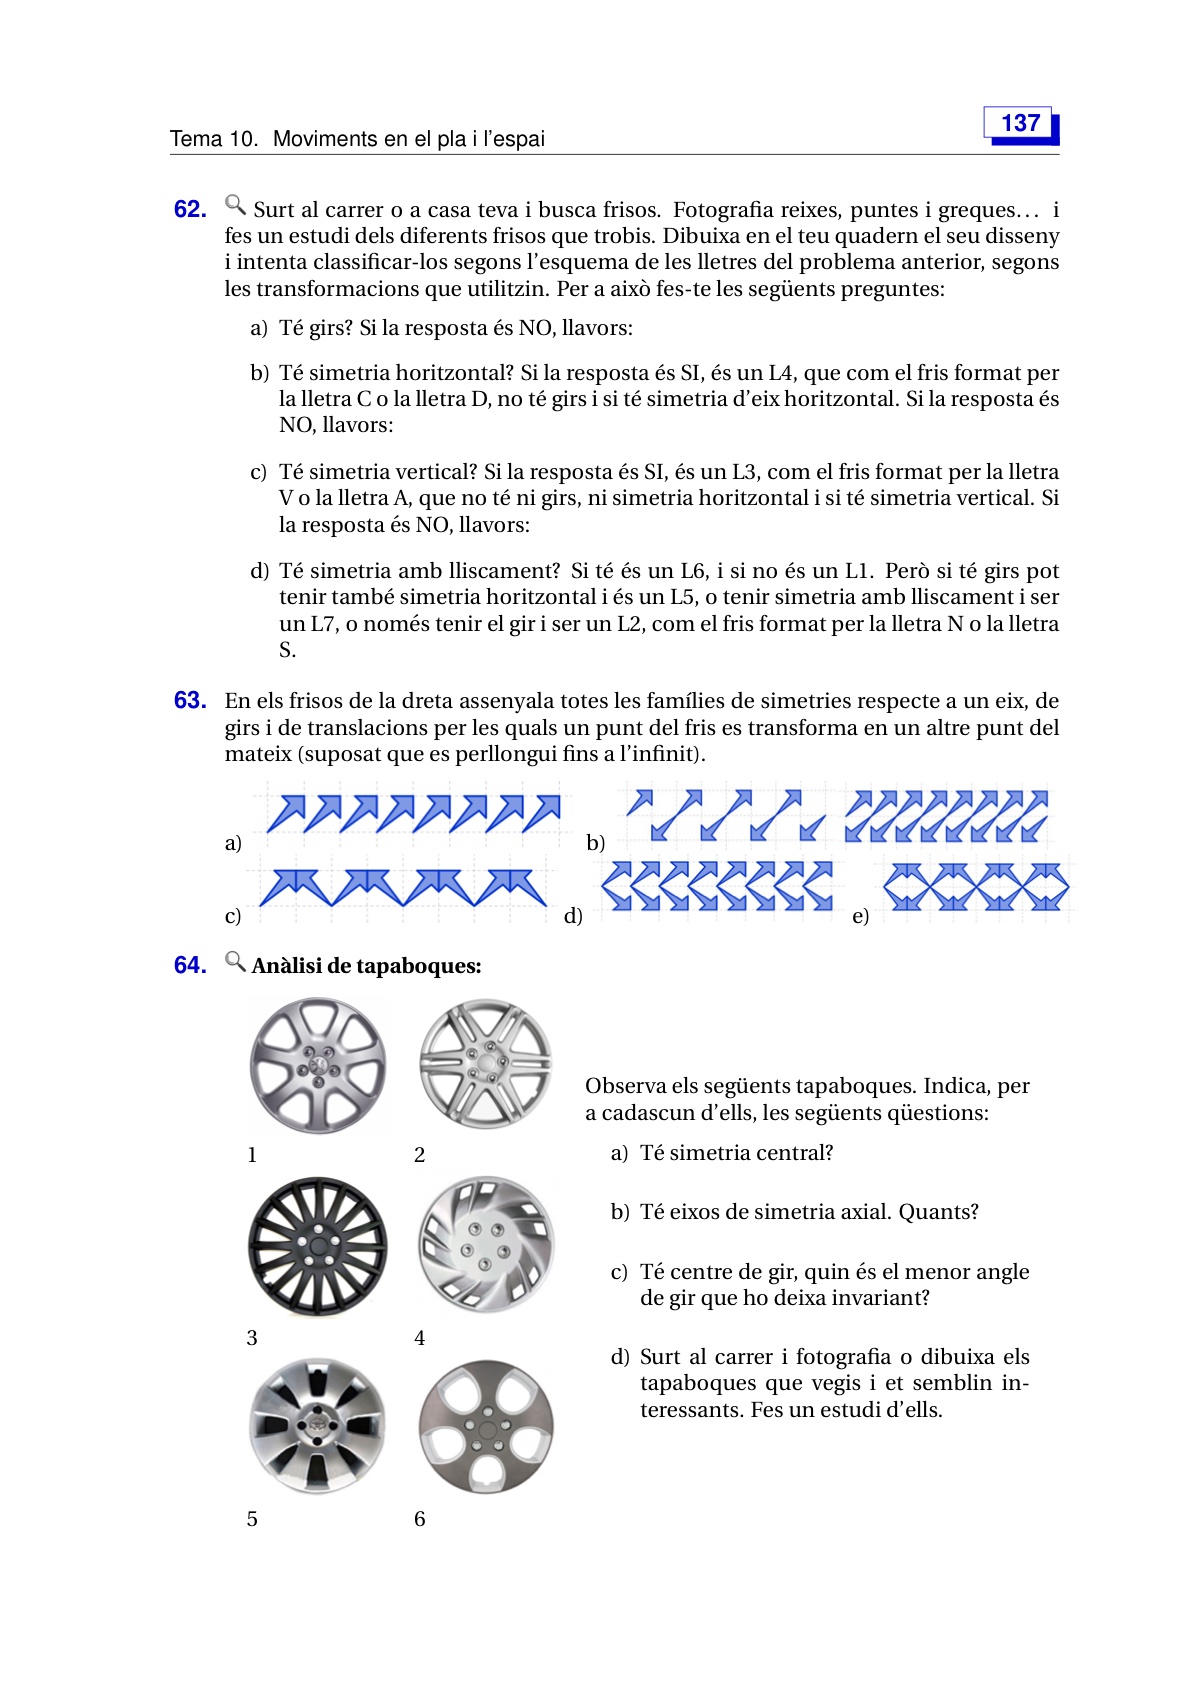 Tema 10. Moviments en el pla i l'espai
137
62. Surt al carrer o a casa teva i busca frisos. Fotografia reixes, puntes i greques… i
fes un estudi dels diferents frisos que trobis. Dibuixa en el teu quadern el seu disseny
i intenta classificar-los segons l'esquema de les lletres del problema anterior, segons
les transformacions que utilitzin. Per a això fes-te les següents preguntes:
a) Té girs? Si la resposta és NO, llavors:
b) Té simetria horitzontal? Si la resposta és SI, és un L4, que com el fris format per
la lletra C o la lletra D, no té girs i si té simetria d'eix horitzontal. Si la resposta és
NO, llavors:
c) Té simetria vertical? Si la resposta és SI, és un L3, com el fris format per la lletra
V o la lletra A, que no té ni girs, ni simetria horitzontal i si té simetria vertical. Si
la resposta és NO, llavors:
d) Té simetria amb lliscament? Si té és un L6, i si no és un L1. Però si té girs pot
tenir també simetria horitzontal i és un L5, o tenir simetria amb lliscament i ser
un L7, o només tenir el gir i ser un L2, com el fris format per la lletra N o la lletra
S.
63. En els frisos de la dreta assenyala totes les famílies de simetries respecte a un eix, de
girs i de translacions per les quals un punt del fris es transforma en un altre punt del
mateix (suposat que es perllongui fins a l'infinit).
a)
b)
c)
d)
e)
64. Anàlisi de tapaboques:
1
2
3
4
5
6
Observa els següents tapaboques. Indica, per
a cadascun d'ells, les següents qüestions:
a) Té simetria central?
b) Té eixos de simetria axial. Quants?
c) Té centre de gir, quin és el menor angle
de gir que ho deixa invariant?
d) Surt al carrer i fotografia o dibuixa els
tapaboques que vegis i et semblin in-
teressants. Fes un estudi d'ells.